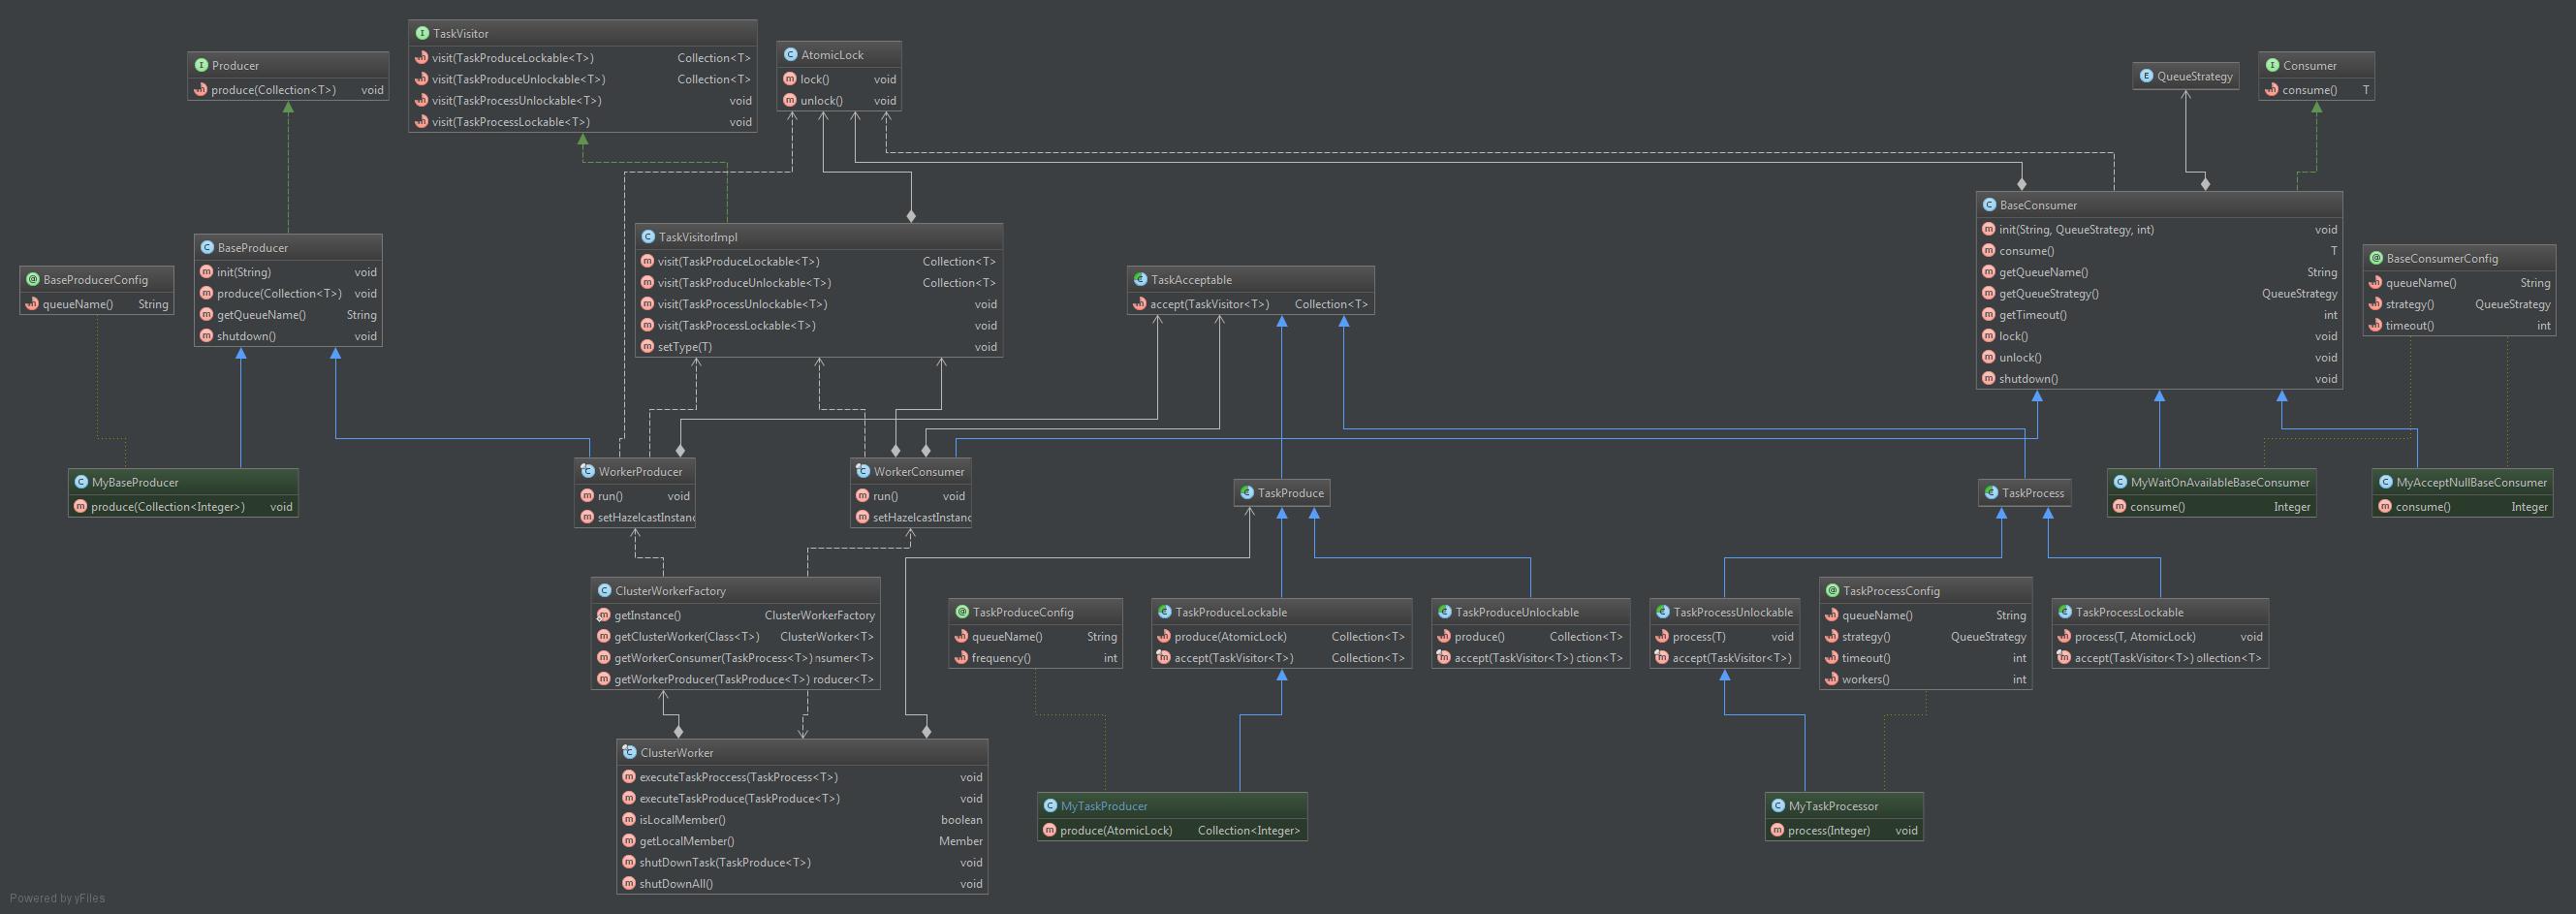 Producer
produce(Collection<T>) void
TaskVisitor
visit(TaskProduceLockable<T>) Collection<T>
visit(TaskProduceUnlockable<T>) Collection<T>
visit(TaskProcessUnlockable<T>) void
visit(TaskProcessLockable<T>) void
AtomicLock
lock() void
unlock() void
QueueStrategy
Consumer
consume() T
BaseProducerConfig
queueName() String
BaseProducer
init(String) void
produce(Collection<T>) void
getQueueName() String
shutdown() void
TaskVisitorImpl
visit(TaskProduceLockable<T>) Collection<T>
visit(TaskProduceUnlockable<T>) Collection<T>
visit(TaskProcessUnlockable<T>) void
visit(TaskProcessLockable<T>) void
setType(T) void
TaskAcceptable
accept(TaskVisitor<T>) Collection<T>
BaseConsumer
init(String, QueueStrategy, int) void
consume() T
getQueueName() String
getQueueStrategy() QueueStrategy
getTimeout() int
lock() void
unlock() void
shutdown() void
BaseConsumerConfig
queueName() String
strategy() QueueStrategy
timeout() int
MyBaseProducer
produce(Collection<Integer>) void
WorkerProducer
run() void
setHazelcastInstanc
WorkerConsumer
run() void
setHazelcastInstanc
TaskProduce
TaskProcess
MyWaitOnAvailableBaseConsumer
consume() Integer
MyAcceptNullBaseConsumer
consume() Integer
ClusterWorkerFactory
getInstance() ClusterWorkerFactory
getClusterWorker(Class<T>) ClusterWorker<T>
getWorkerConsumer(TaskProcess<T>) nsumer<T>
getWorkerProducer(TaskProduce<T>) roducer<T>
TaskProduceConfig
queueName() String
frequency() int
TaskProduceLockable
produce(AtomicLock) Collection<T>
accept(TaskVisitor<T>) Collection<T>
TaskProduceUnlockable
produce() Collection<T>
accept(TaskVisitor<T>) ction<T>
TaskProcessUnlockable
process(T) void
accept(TaskVisitor<T>)
TaskProcessConfig
queueName() String
strategy() QueueStrategy
timeout() int
workers() int
TaskProcessLockable
process(T, AtomicLock) void
accept(TaskVisitor<T>) ollection<T>
ClusterWorker
executeTaskProccess(TaskProcess<T>) void
executeTaskProduce(TaskProduce<T>) void
isLocalMember() boolean
getLocalMember() Member
shutDownTask(TaskProduce<T>) void
shutDownAll() void
MyTaskProducer
produce(AtomicLock) Collection<Integer>
MyTaskProcessor
process(Integer) void
Powered by yFiles